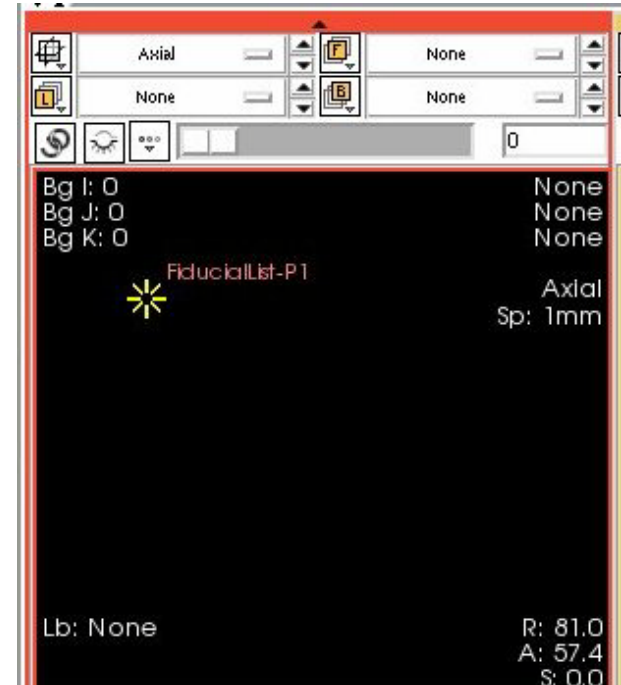 Axial F None
L None B None
0
Bg I: 0 None
Bg J: 0 None
Bg K: 0 None
FiducialList-P1
Axial
Sp: 1mm
Lb: None R: 81.0
A: 57.4
S: 0.0